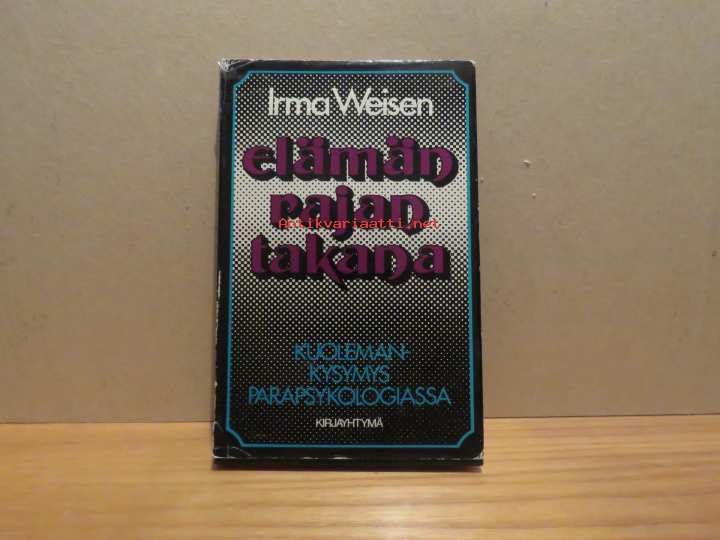 Irma Weisen
elämän
rajan
Antikvariaatti.net
takana
KUOLEMAN-
KYSYMYS
PARAPSYKOLOGIASSA
KIRJAYHTYMÄ